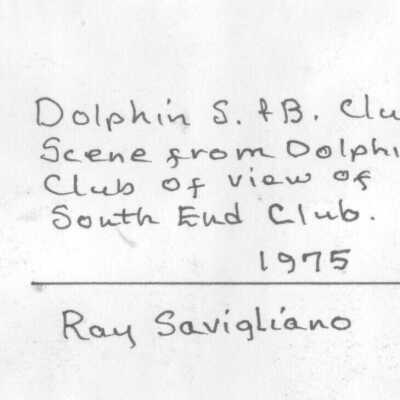 Dolphin S. & B. Clu
Scene from Dolphi
Club of view of
South End Club.
1975
Ray Savigliano